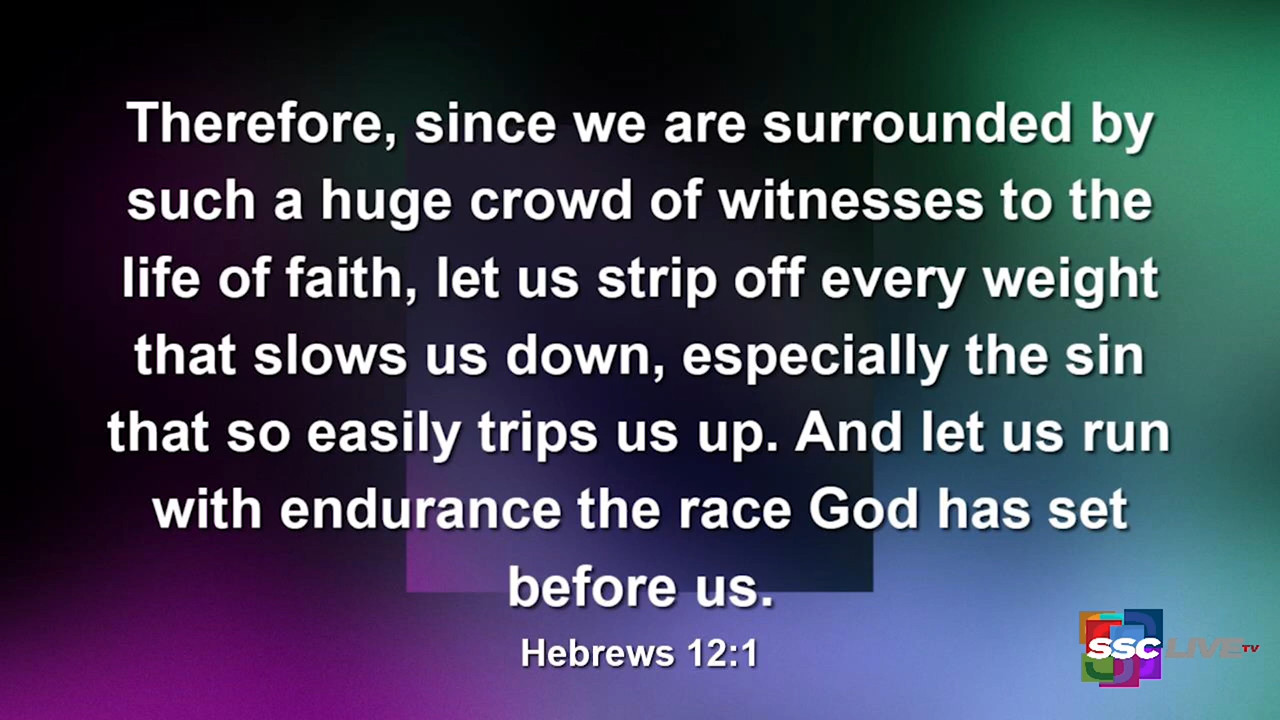 Therefore, since we are surrounded by
such a huge crowd of witnesses to the
life of faith, let us strip off every weight
that slows us down, especially the sin
that so easily trips us up. And let us run
with endurance the race God has set
before us.
Hebrews 12:1
SSC LIVE TV